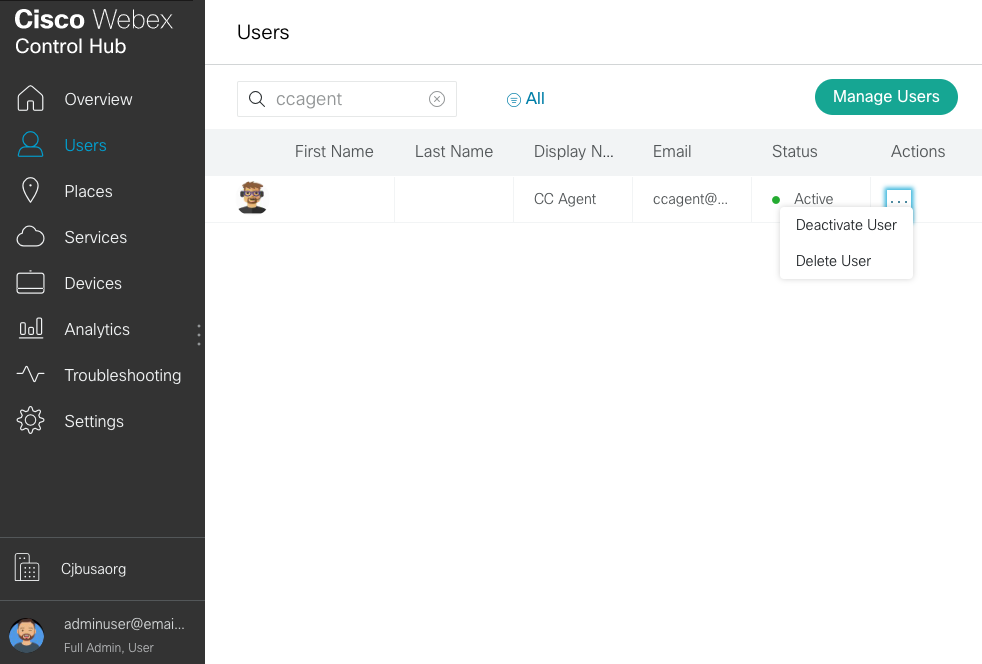 Cisco Webex
Control Hub
Overview
Users
Places
Services
Devices
Analytics
Troubleshooting
Settings
Cjbusaorg
adminuser@emai...
Full Admin, User
Users
ccagent
All
Manage Users
First Name Last Name Display N... Email Status Actions
CC Agent ccagent@... Active ...
Deactivate User
Delete User